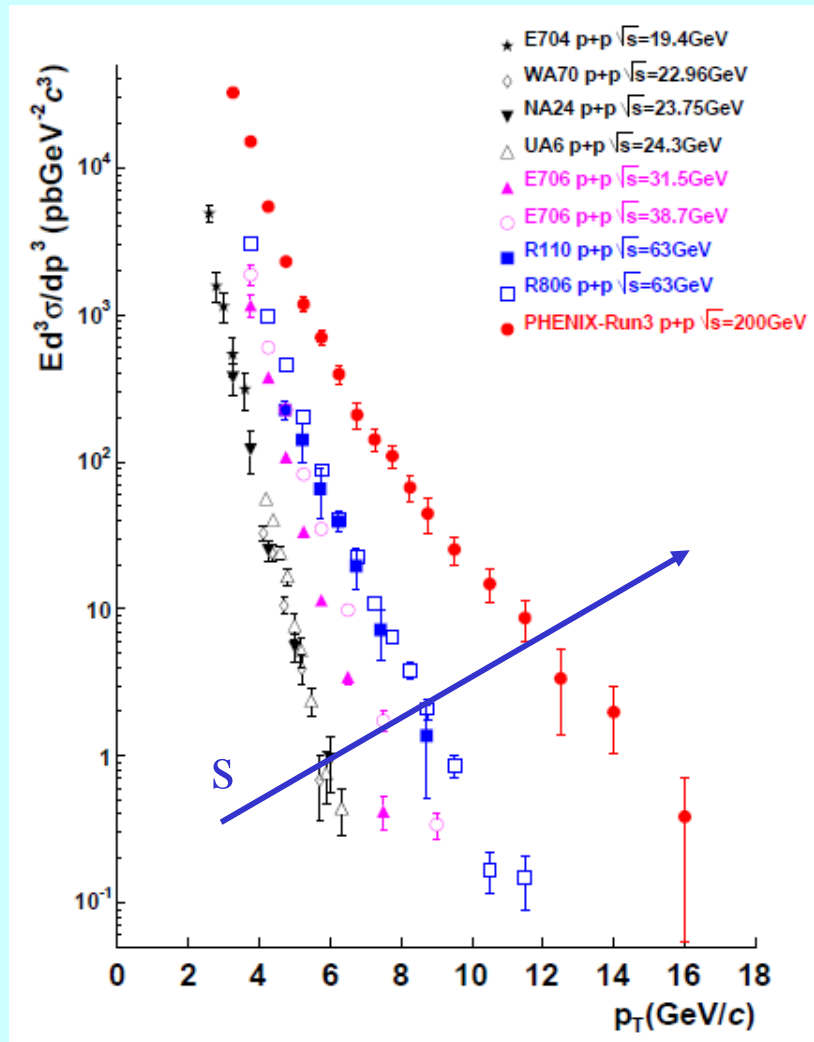 ★ E704 p+p √s=19.4GeV
◇ WA70 p+p √s=22.96GeV
▼ NA24 p+p √s=23.75GeV
△ UA6 p+p √s=24.3GeV
▲ E706 p+p √s=31.5GeV
○ E706 p+p √s=38.7GeV
■ R110 p+p √s=63GeV
□ R806 p+p √s=63GeV
● PHENIX-Run3 p+p √s=200GeV
Ed³σ/dp³ (pbGeV⁻²c³)
10⁴
10³
10²
10
1
10⁻¹
S
0 2 4 6 8 10 12 14 16 18
p_T(GeV/c)